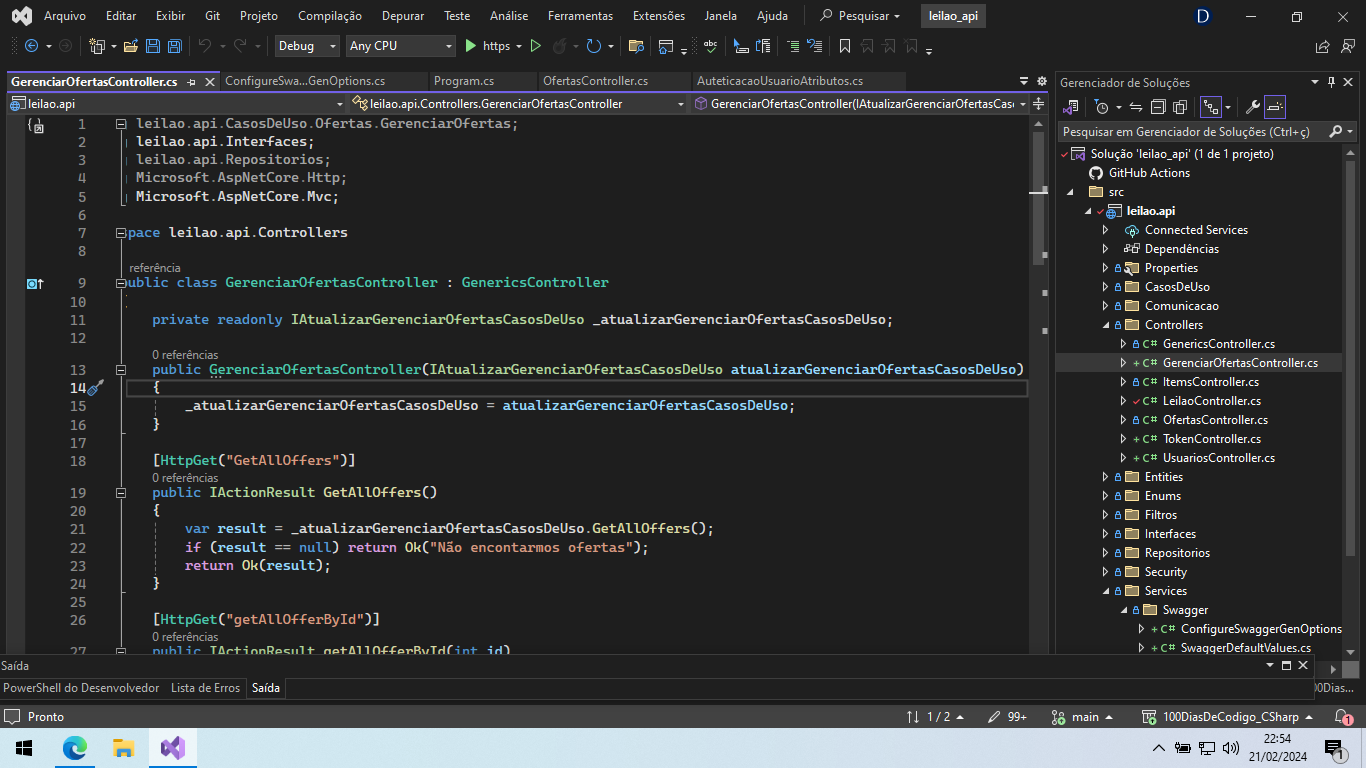 Arquivo Editar Exibir Git Projeto Compilação Depurar Teste Análise Ferramentas Extensões Janela Ajuda Pesquisar leilao_api D
Debug Any CPU https abc
GerenciarOfertasController.cs ConfigureSwa...GenOptions.cs Program.cs OfertasController.cs AuteticacaoUsuarioAtributos.cs
leilao.api leilao.api.Controllers.GerenciarOfertasController GerenciarOfertasController(IAtualizarGerenciarOfertasCaso
1 leilao.api.CasosDeUso.Ofertas.GerenciarOfertas;
2 leilao.api.Interfaces;
3 leilao.api.Repositorios;
4 Microsoft.AspNetCore.Http;
5 Microsoft.AspNetCore.Mvc;
6
7 pace leilao.api.Controllers
8
referência
9 ublic class GerenciarOfertasController : GenericsController
10
11 private readonly IAtualizarGerenciarOfertasCasosDeUso _atualizarGerenciarOfertasCasosDeUso;
12
0 referências
13 public GerenciarOfertasController(IAtualizarGerenciarOfertasCasosDeUso atualizarGerenciarOfertasCasosDeUso)
14 {
15 _atualizarGerenciarOfertasCasosDeUso = atualizarGerenciarOfertasCasosDeUso;
16 }
17
18 [HttpGet("GetAllOffers")]
0 referências
19 public IActionResult GetAllOffers()
20 {
21 var result = _atualizarGerenciarOfertasCasosDeUso.GetAllOffers();
22 if (result == null) return Ok("Não encontarmos ofertas");
23 return Ok(result);
24 }
25
26 [HttpGet("getAllOfferById")]
0 referências
27 public IActionResult getAllOfferById(int id)
Gerenciador de Soluções
Pesquisar em Gerenciador de Soluções (Ctrl+ç)
Solução 'leilao_api' (1 de 1 projeto)
GitHub Actions
src
leilao.api
Connected Services
Dependências
Properties
CasosDeUso
Comunicacao
Controllers
C# GenericsController.cs
C# GerenciarOfertasController.cs
C# ItemsController.cs
C# LeilaoController.cs
C# OfertasController.cs
C# TokenController.cs
C# UsuariosController.cs
Entities
Enums
Filtros
Interfaces
Repositorios
Security
Services
Swagger
C# ConfigureSwaggerGenOptions
C# SwaggerDefaultValues.cs
Saída
PowerShell do Desenvolvedor Lista de Erros Saída
00Dias...
Pronto 1 / 2 99+ main 100DiasDeCodigo_CSharp 1
22:54
21/02/2024
1